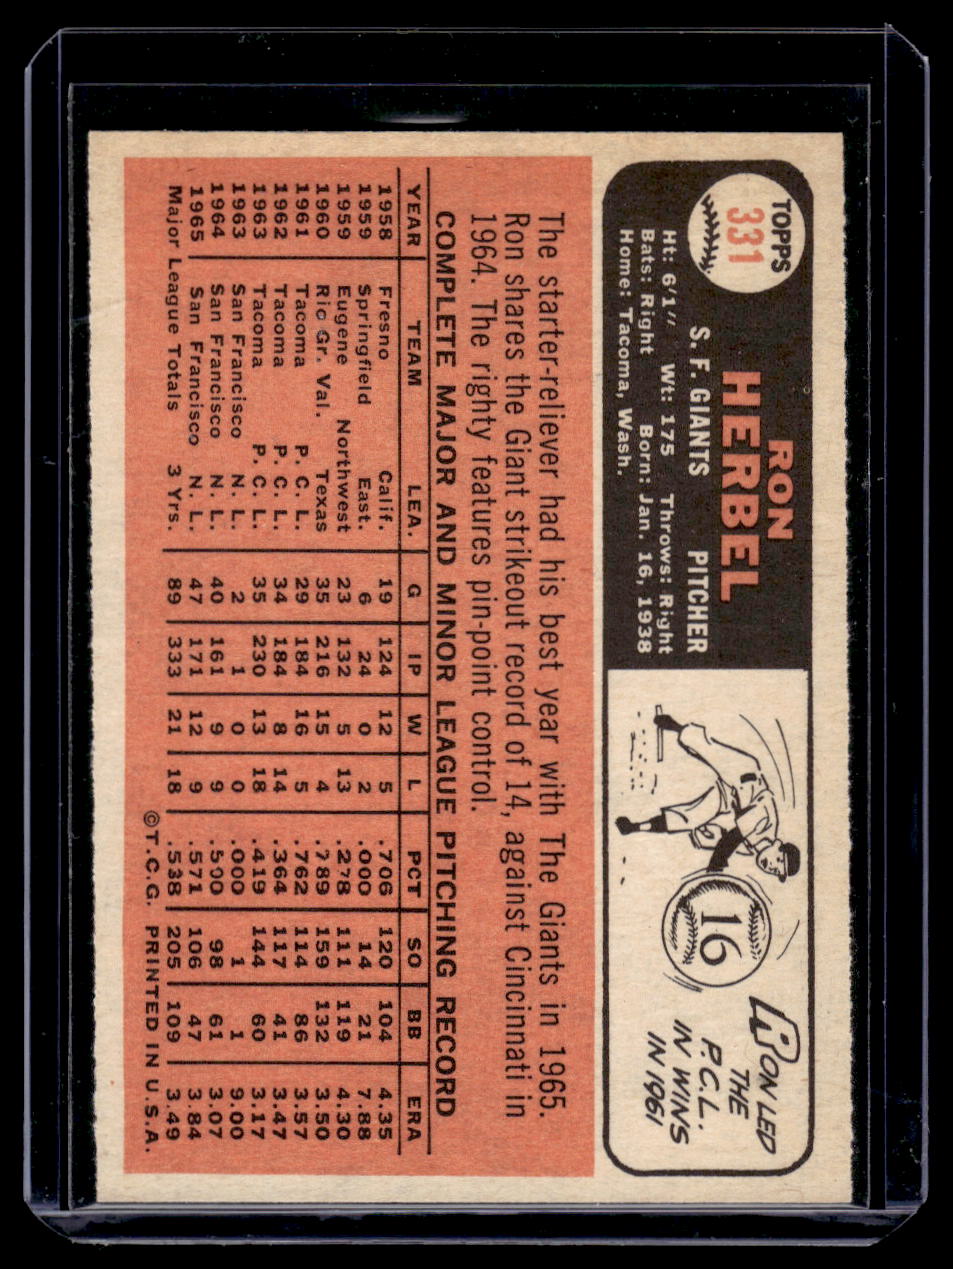 TOPPS
331
RON
HERBEL
S. F. GIANTS PITCHER
Ht: 6'1" Wt: 175 Throws: Right
Bats: Right Born: Jan. 16, 1938
Home: Tacoma, Wash.
16
RON LED
THE
P.C.L.
IN WINS
IN 1961
The starter-reliever had his best year with The Giants in 1965.
Ron shares the Giant strikeout record of 14, against Cincinnati in
1964. The righty features pin-point control.
COMPLETE MAJOR AND MINOR LEAGUE PITCHING RECORD
YEAR TEAM LEA. G IP W L PCT SO BB ERA
1958 Fresno Calif. 19 124 12 5 .706 120 104 4.35
1959 Springfield East. 6 24 0 2 .000 14 21 7.88
1959 Eugene Northwest 23 132 5 13 .278 111 119 4.30
1960 Rio Gr. Val. Texas 35 216 15 4 .789 159 132 3.50
1961 Tacoma P. C. L. 29 184 16 5 .762 114 86 3.57
1962 Tacoma P. C. L. 34 184 8 14 .364 117 41 3.47
1963 Tacoma P. C. L. 35 230 13 18 .419 144 60 3.17
1963 San Francisco N. L. 2 1 0 0 .000 1 1 9.00
1964 San Francisco N. L. 40 161 9 9 .500 98 61 3.07
1965 San Francisco N. L. 47 171 12 9 .571 106 47 3.84
Major League Totals 3 Yrs. 89 333 21 18 .538 205 109 3.49
©T.C.G. PRINTED IN U.S.A.